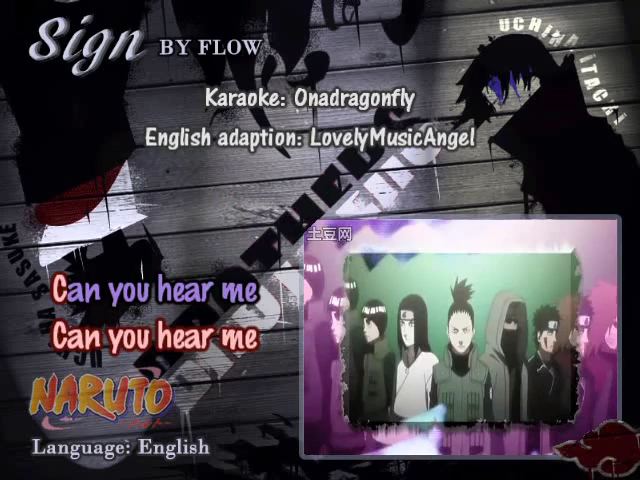 Sign BY FLOW
UCHIHA ITACHI
Karaoke: Onadragonfly
English adaption: LovelyMusicAngel
土豆网
UCHIHA SASUKE
Can you hear me
Can you hear me
NARUTO
Language: English